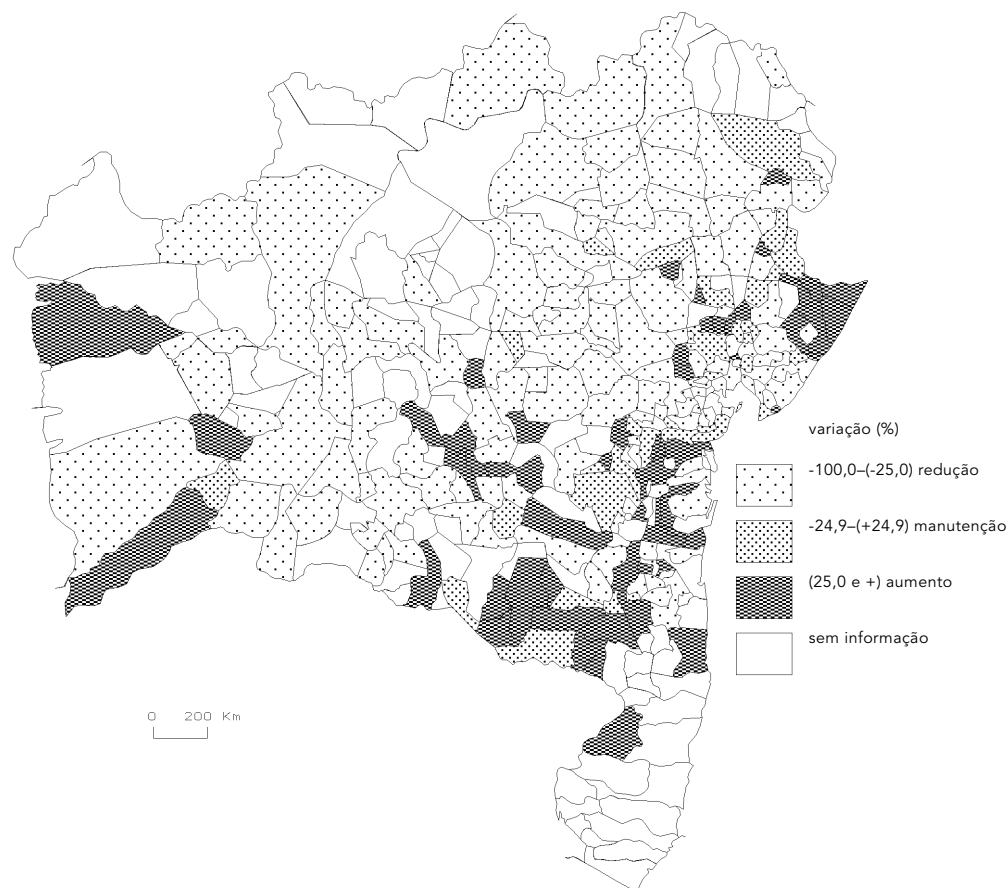 variação (%)
-100,0–(-25,0) redução
-24,9–(+24,9) manutenção
(25,0 e +) aumento
sem informação
0 200 Km